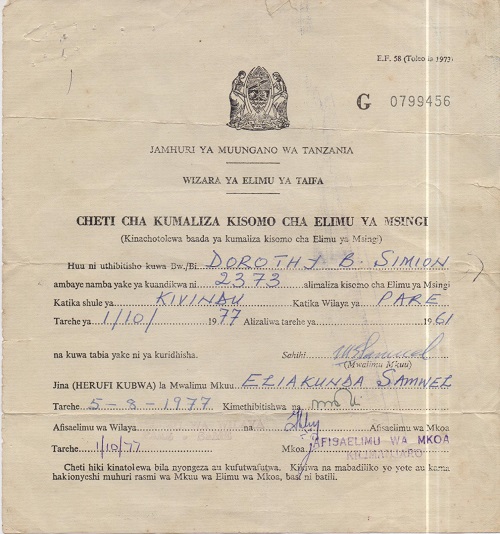 E.F. 58 (Toleo la 1973)
G 0799456
JAMHURI YA MUUNGANO WA TANZANIA
WIZARA YA ELIMU YA TAIFA
CHETI CHA KUMALIZA KISOMO CHA ELIMU YA MSINGI
(Kinachotolewa baada ya kumaliza kisomo cha Elimu ya Msingi)
Huu ni uthibitisho kuwa Bw./Bi. DOROTHY B. SIMION
ambaye namba yake ya kuandikwa ni 2373 alimaliza kisomo cha Elimu ya Msingi
Katika shule ya KIVINDU Katika Wilaya ya PARE
Tarehe ya 1/10/ 1977 Alizaliwa tarehe ya 1961
na kuwa tabia yake ni ya kuridhisha. Sahihi
(Mwalimu Mkuu)
Jina (HERUFI KUBWA) la Mwalimu Mkuu. ELIAKUNDA SAMWEL
Tarehe 5-8-1977 Kimethibitishwa na
Afisaelimu wa Wilaya na Afisaelimu wa Mkoa
AFISAELIMU WA MKOA
Tarehe 1/10/77 Mkoa KILIMANJARO
Cheti hiki kinatolewa bila nyongeza au kufutwafutwa. Kikiwa na mabadiliko yo yote au kama
hakionyeshi muhuri rasmi wa Mkuu wa Elimu wa Mkoa, basi ni batili.